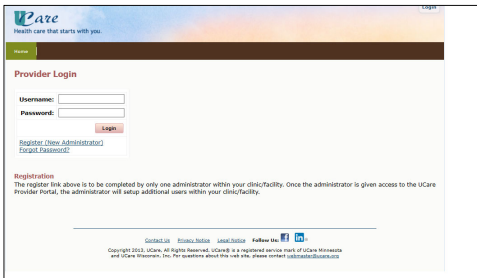 Login
UCare
Health care that starts with you.
Home
Provider Login
Username:
Password:
Login
Register (New Administrator)
Forgot Password?
Registration
The register link above is to be completed by only one administrator within your clinic/facility. Once the administrator is given access to the UCare
Provider Portal, the administrator will setup additional users within your clinic/facility.
Contact Us Privacy Notice Legal Notice Follow Us: f in
Copyright 2013, UCare. All Rights Reserved. UCare® is a registered service mark of UCare Minnesota
and UCare Wisconsin, Inc. For questions about this web site, please contact webmaster@ucare.org